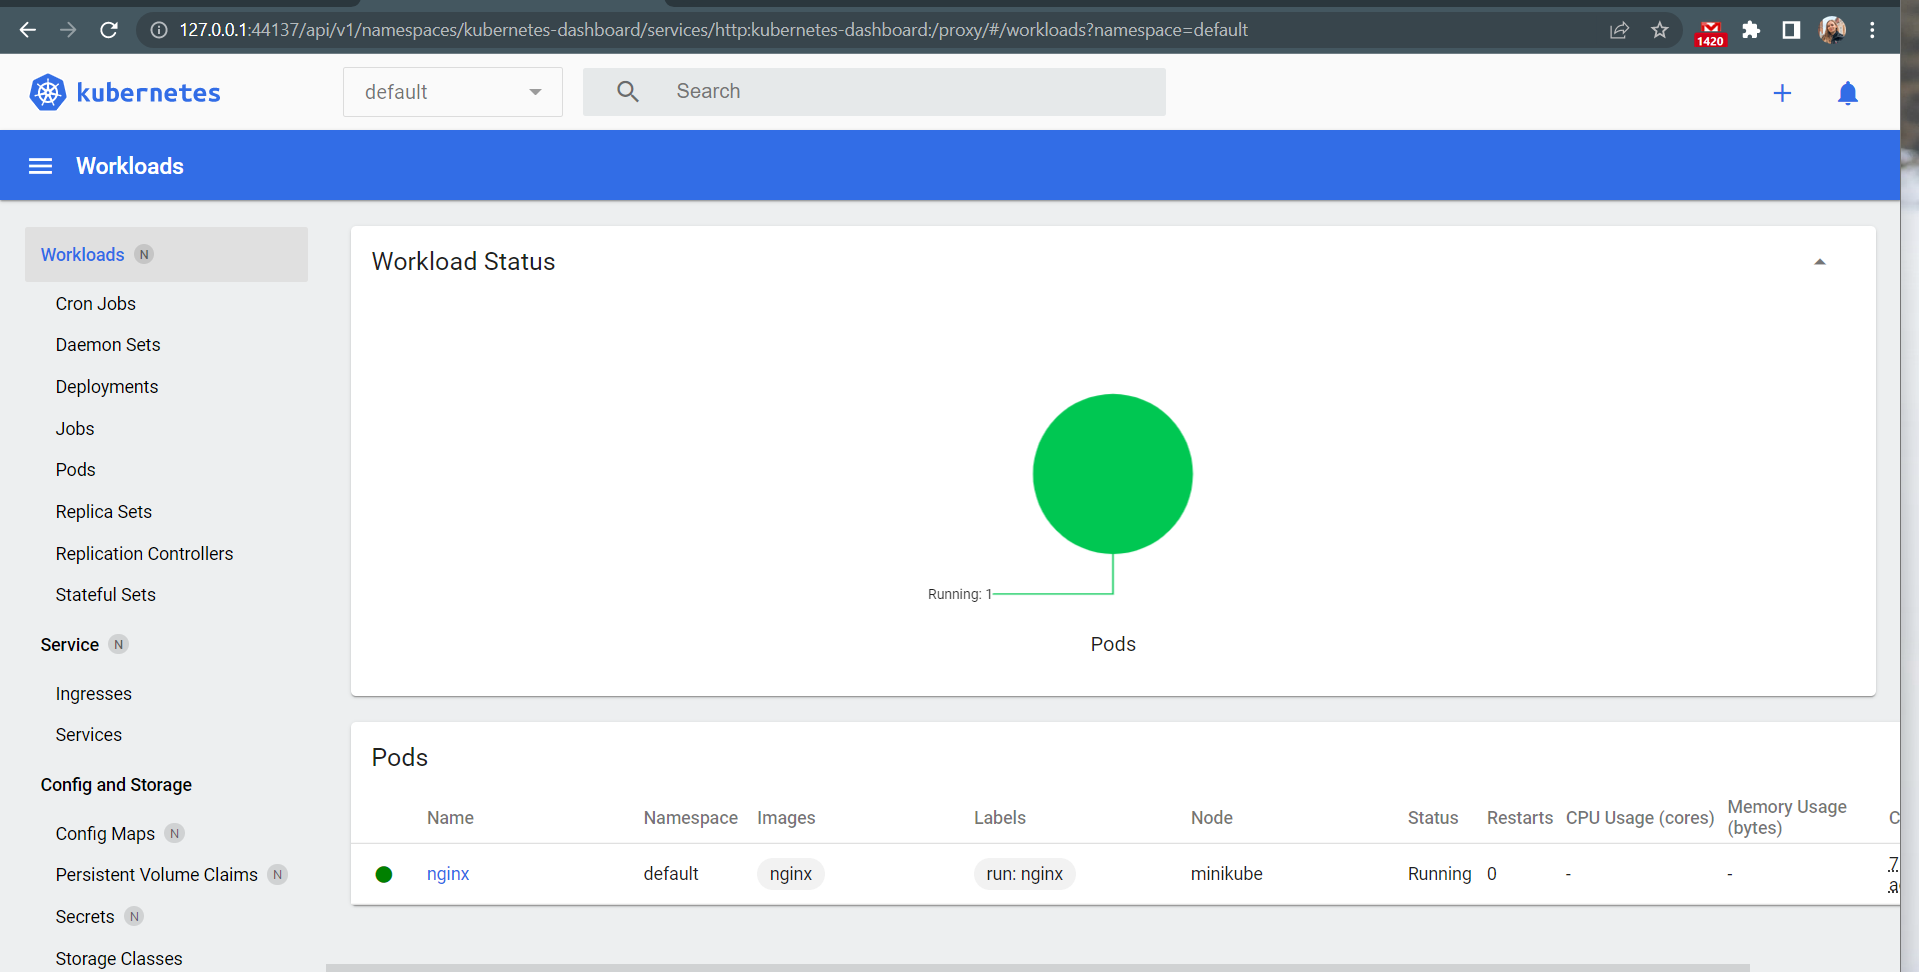 127.0.0.1:44137/api/v1/namespaces/kubernetes-dashboard/services/http:kubernetes-dashboard:/proxy/#/workloads?namespace=default
1420
kubernetes
default
Search
Workloads
Workloads N
Cron Jobs
Daemon Sets
Deployments
Jobs
Pods
Replica Sets
Replication Controllers
Stateful Sets
Service N
Ingresses
Services
Config and Storage
Config Maps N
Persistent Volume Claims N
Secrets N
Storage Classes
Workload Status
Running: 1
Pods
Pods
Name Namespace Images Labels Node Status Restarts CPU Usage (cores) Memory Usage (bytes) C
nginx default nginx run: nginx minikube Running 0 - - 7